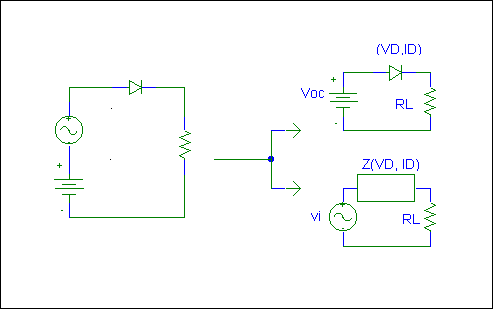 (VD,ID)
+
Voc
RL
-
+
-
Z(VD, ID)
+
vi
-
RL
+
-